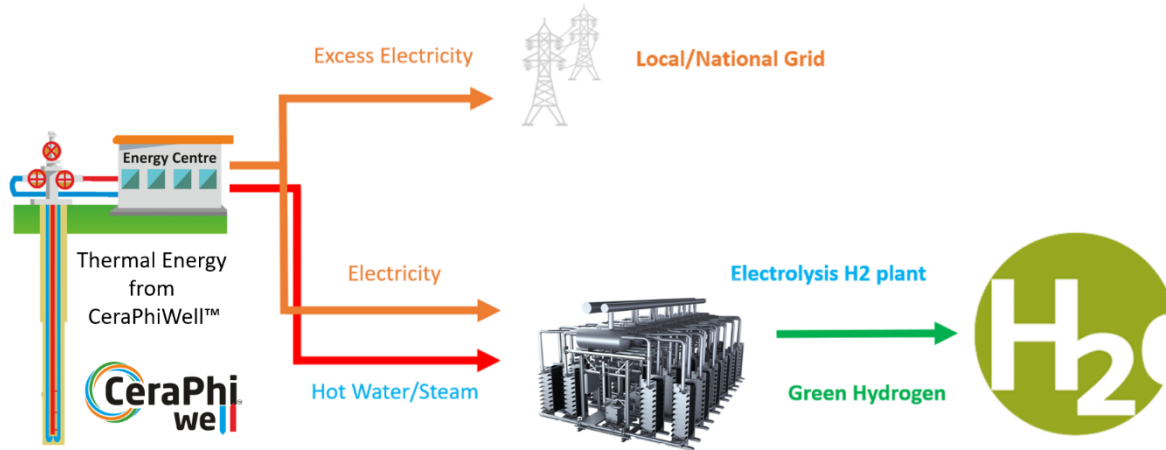 Excess Electricity
Local/National Grid
Energy Centre
Thermal Energy
from
CeraPhiWell™
Electricity
Electrolysis H2 plant
CeraPhi
well
Hot Water/Steam
Green Hydrogen
H2O